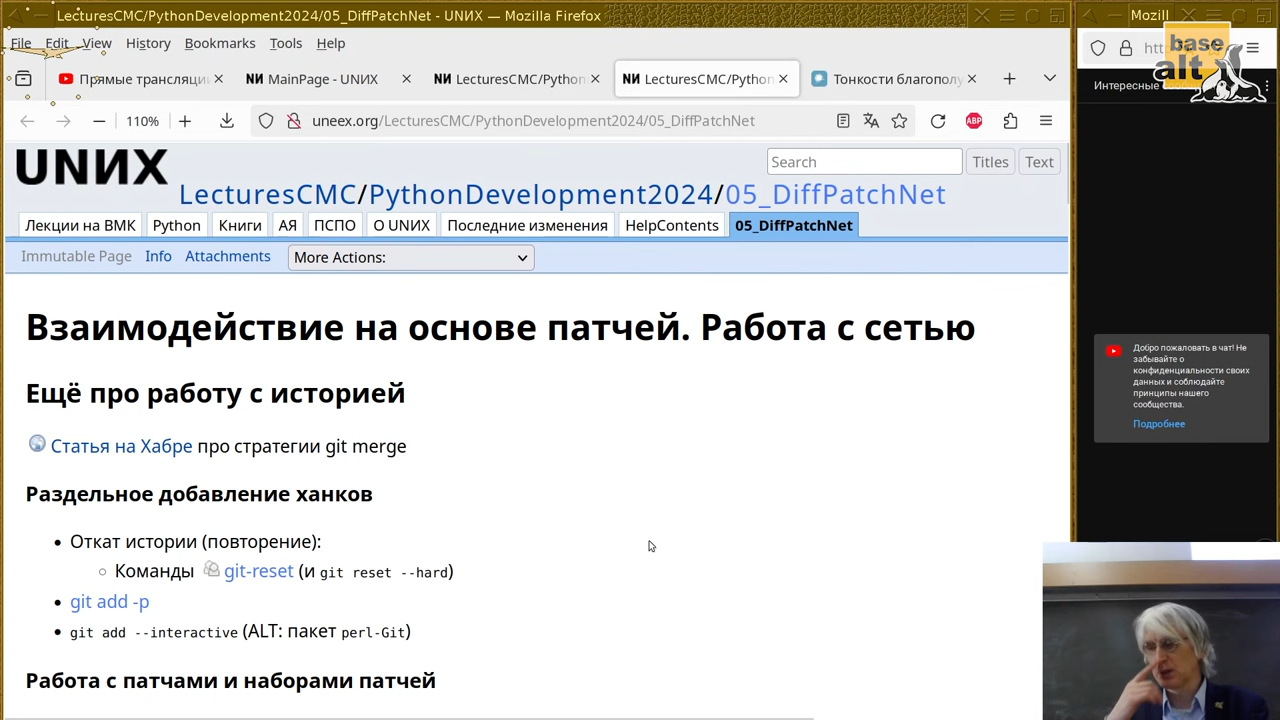 LecturesCMC/PythonDevelopment2024/05_DiffPatchNet - UNИX — Mozilla Firefox
Mozill
File Edit View History Bookmarks Tools Help
base
alt
Прямые трансляци
MainPage - UNИX
LecturesCMC/Python
LecturesCMC/Python
Тонкости благополу
Интересные
110%
uneex.org/LecturesCMC/PythonDevelopment2024/05_DiffPatchNet
ABP
UNИX
Search
Titles
Text
LecturesCMC/PythonDevelopment2024/05_DiffPatchNet
Лекции на ВМК
Python
Книги
АЯ
ПСПО
О UNИX
Последние изменения
HelpContents
05_DiffPatchNet
Immutable Page
Info
Attachments
More Actions:
Взаимодействие на основе патчей. Работа с сетью
Ещё про работу с историей
Статья на Хабре про стратегии git merge
Раздельное добавление ханков
• Откат истории (повторение):
Команды git-reset (и git reset --hard)
• git add -p
• git add --interactive (ALT: пакет perl-Git)
Работа с патчами и наборами патчей
Добро пожаловать в чат! Не
забывайте о
конфиденциальности своих
данных и соблюдайте
принципы нашего
сообщества.
Подробнее